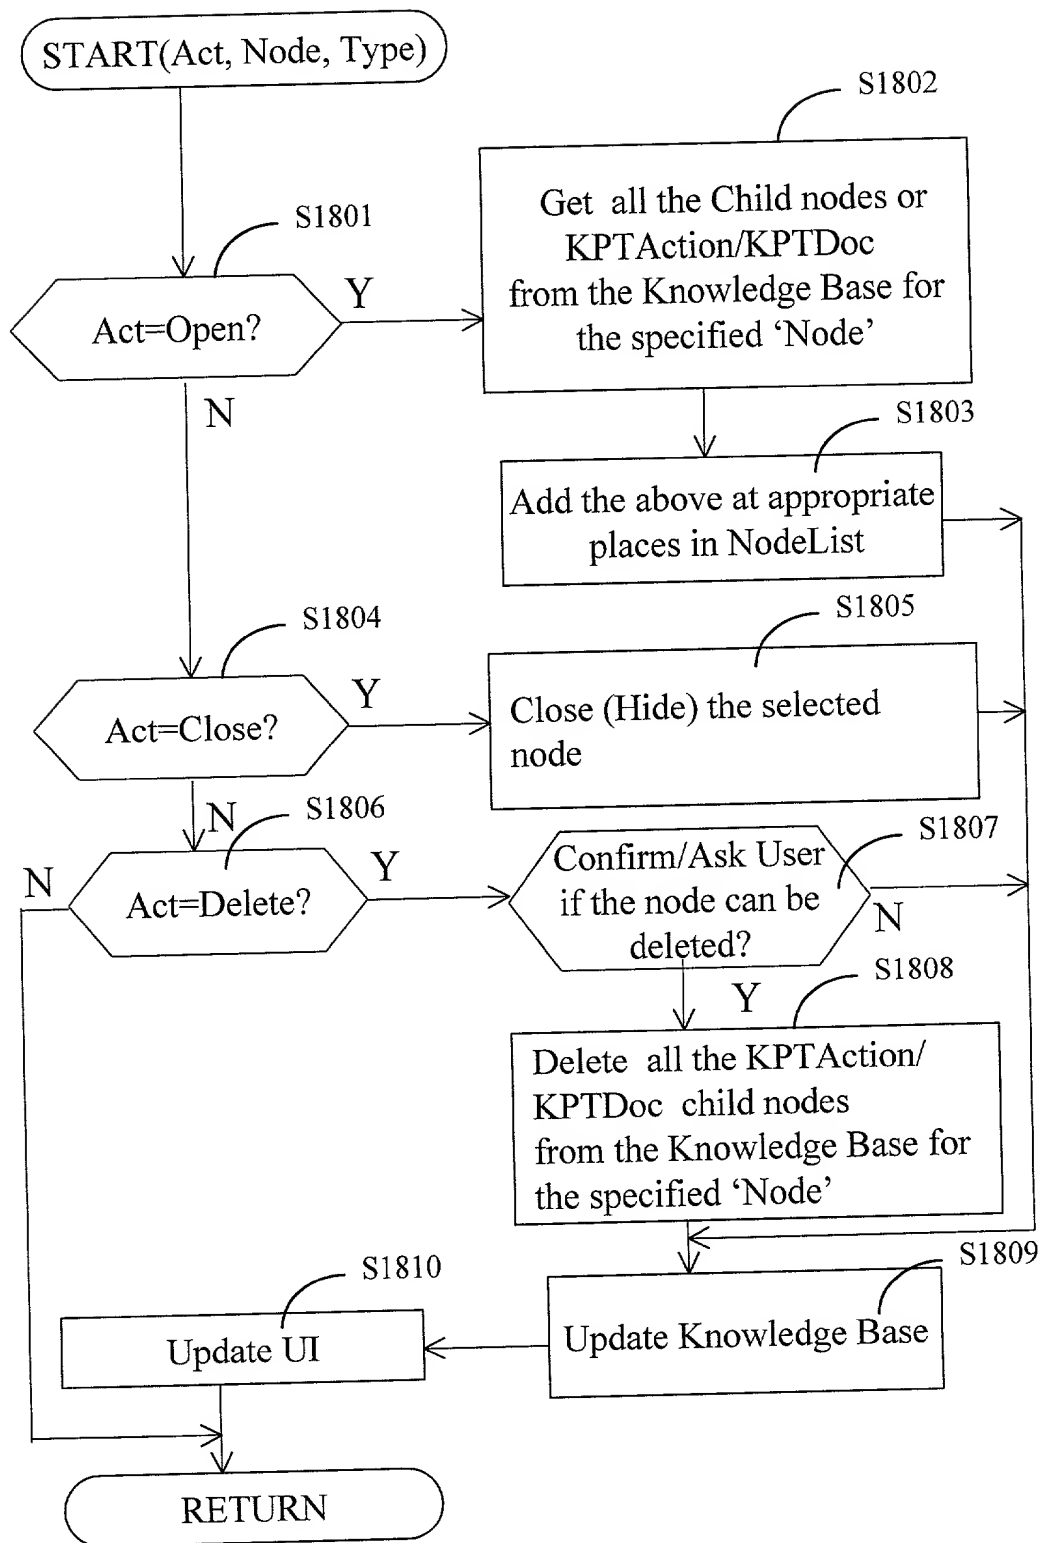 START(Act, Node, Type)
S1802
Get all the Child nodes or
KPTAction/KPTDoc
from the Knowledge Base for
the specified ‘Node’
S1801
Act=Open?
Y
N
S1803
Add the above at appropriate
places in NodeList
S1804
Act=Close?
Y
S1805
Close (Hide) the selected
node
N
S1806
Act=Delete?
N
Y
S1807
Confirm/Ask User
if the node can be
deleted?
N
Y
S1808
Delete all the KPTAction/
KPTDoc child nodes
from the Knowledge Base for
the specified ‘Node’
S1809
Update Knowledge Base
S1810
Update UI
RETURN